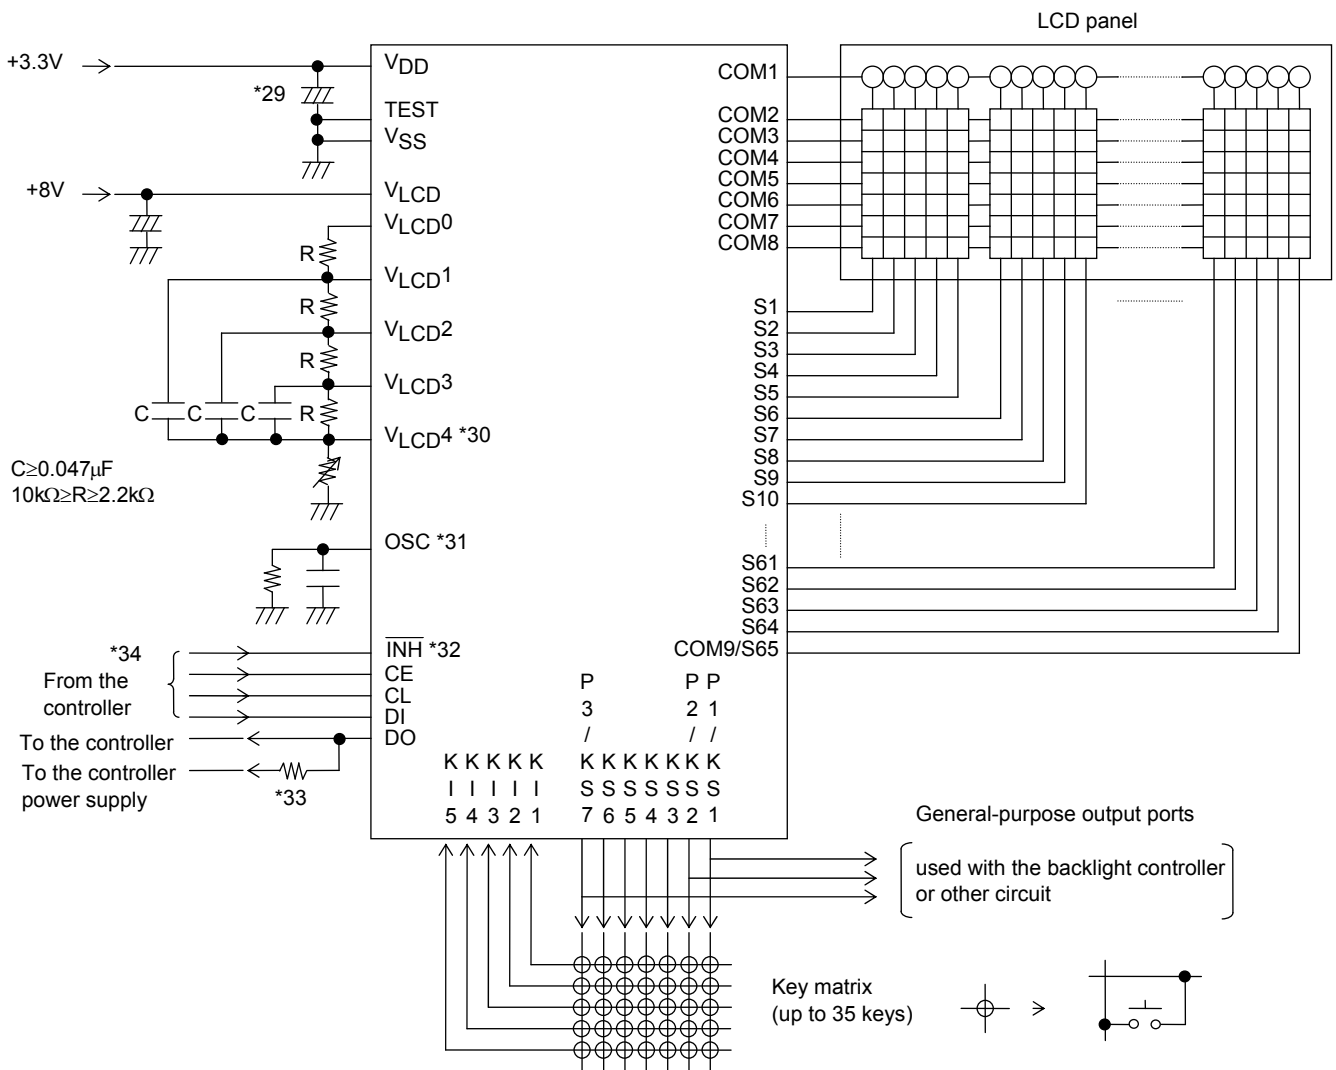 LCD panel
+3.3V
*29
VDD
TEST
VSS
+8V
VLCD
VLCD0
R
VLCD1
R
VLCD2
R
VLCD3
C
C
C
R
VLCD4 *30
C≥0.047μF
10kΩ≥R≥2.2kΩ
OSC *31
*34
From the
controller
INH *32
CE
CL
DI
To the controller
DO
To the controller
power supply
*33
COM1
COM2
COM3
COM4
COM5
COM6
COM7
COM8
S1
S2
S3
S4
S5
S6
S7
S8
S9
S10
S61
S62
S63
S64
COM9/S65
P P P
3 2 1
/ / /
K K K K K K K K K K K K
I I I I I S S S S S S S
5 4 3 2 1 7 6 5 4 3 2 1
General-purpose output ports
used with the backlight controller
or other circuit
Key matrix
(up to 35 keys)